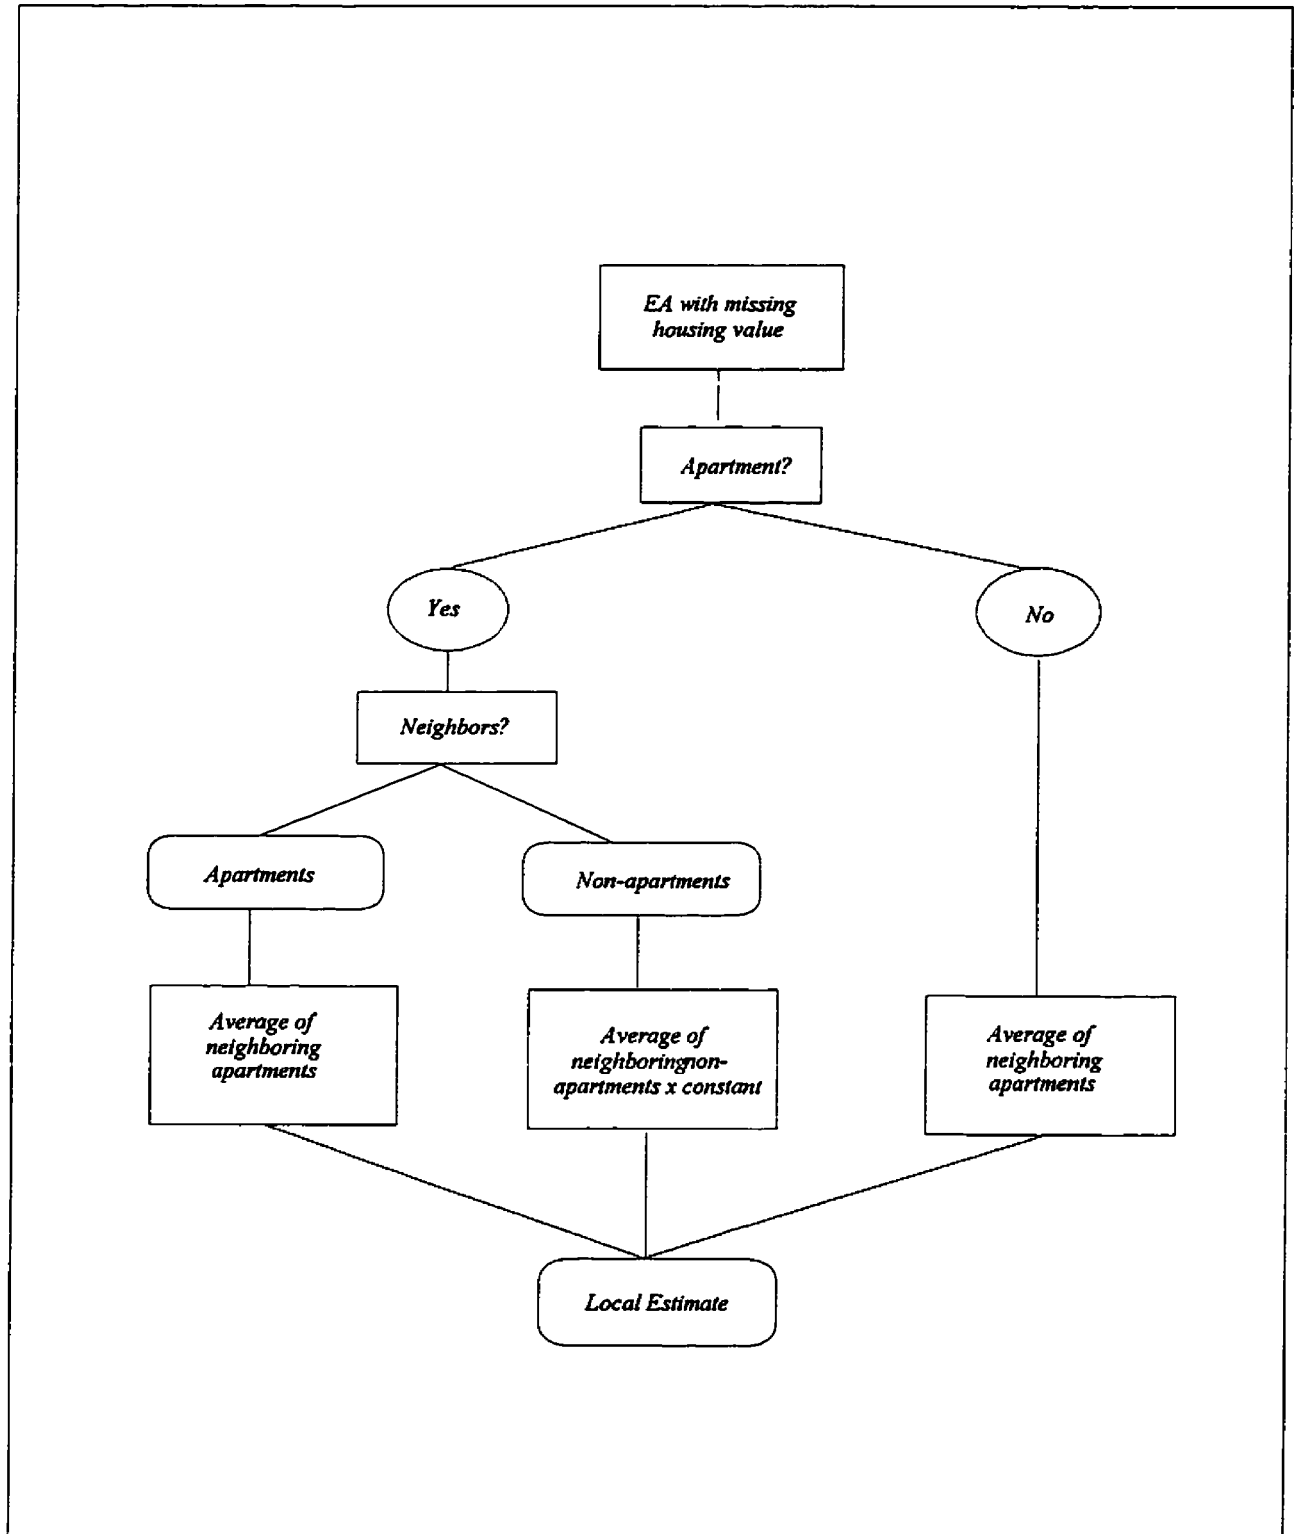 EA with missing
housing value
Apartment?
Yes
No
Neighbors?
Apartments
Non-apartments
Average of
neighboring
apartments
Average of
neighboringnon-
apartments x constant
Average of
neighboring
apartments
Local Estimate